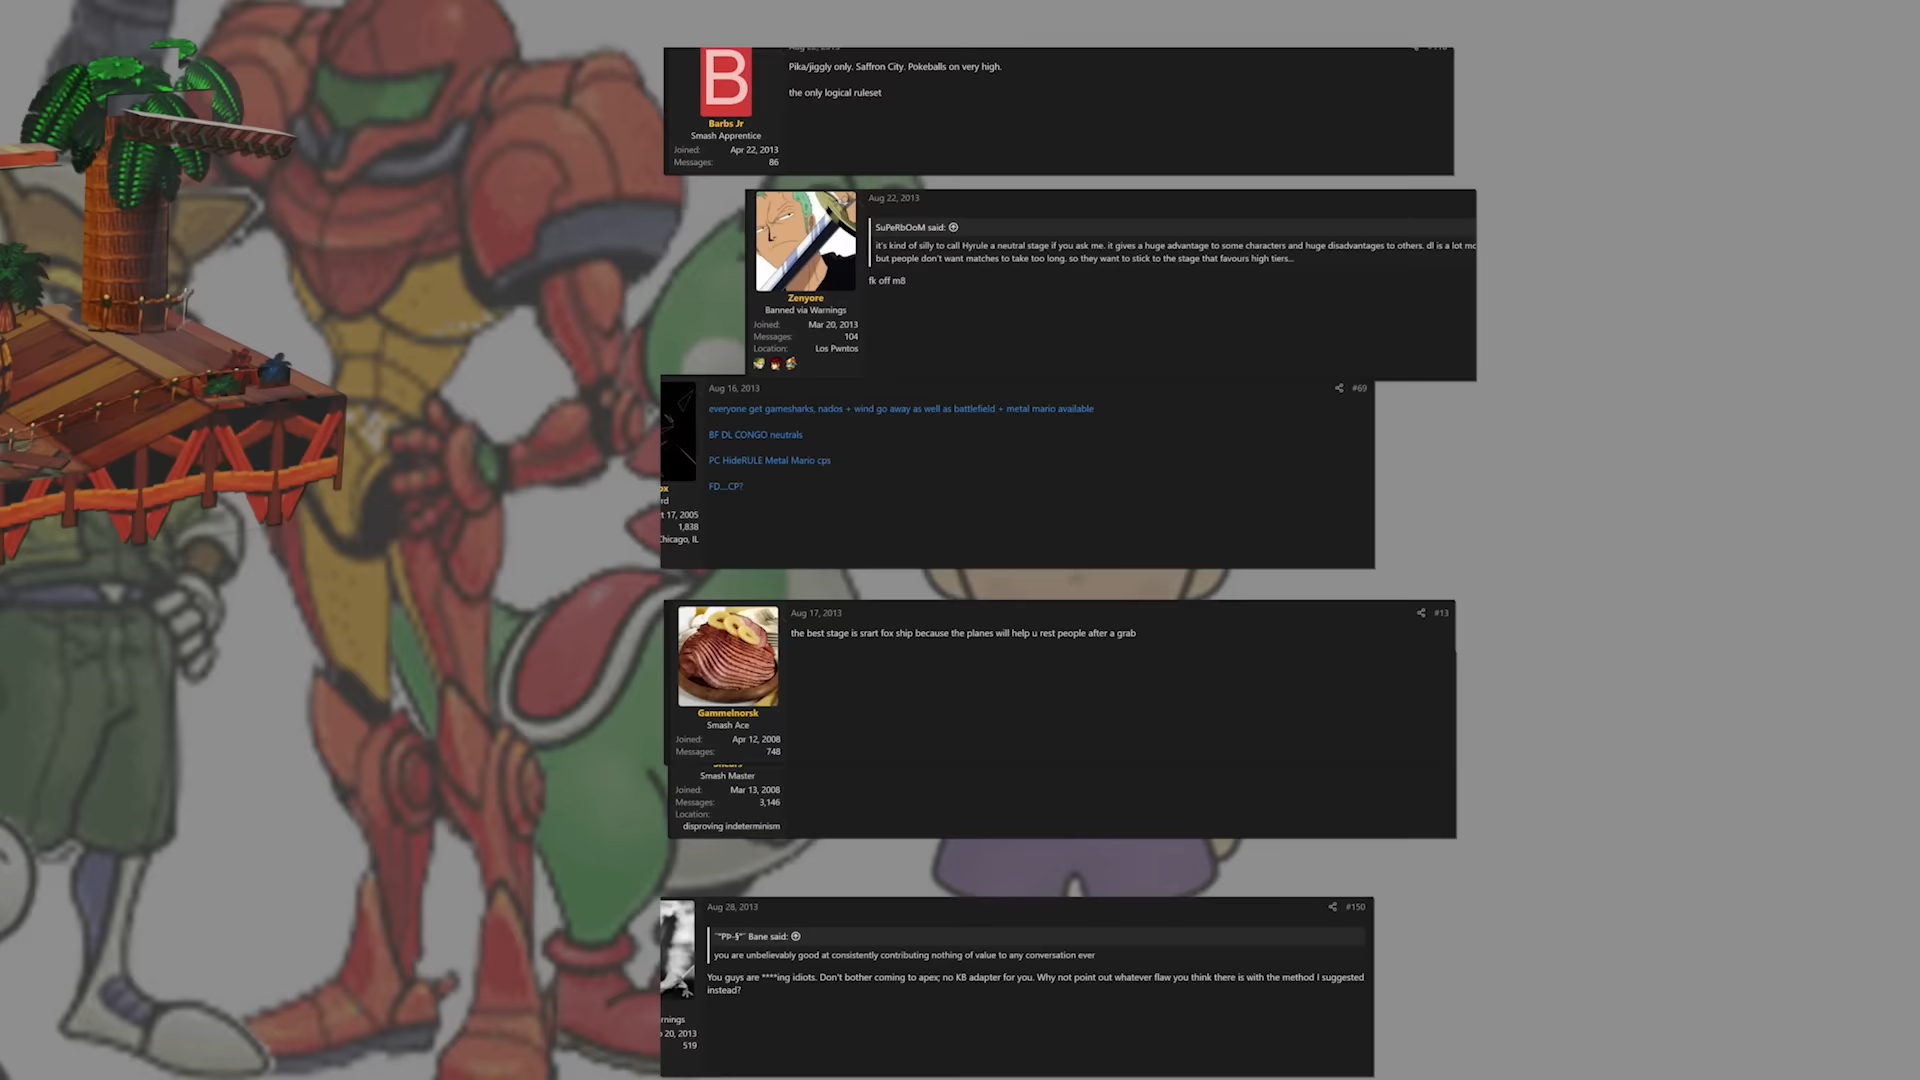 B
Pika/jiggly only. Saffron City. Pokeballs on very high.
the only logical ruleset
Barbs Jr
Smash Apprentice
Joined: Apr 22, 2013
Messages: 86
Aug 22, 2013
SuPeRbOoM said:
it's kind of silly to call Hyrule a neutral stage if you ask me. it gives a huge advantage to some characters and huge disadvantages to others. dl is a lot
but people don't want matches to take too long. so they want to stick to the stage that favours high tiers...
fk off m8
Zenyore
Banned via Warnings
Joined: Mar 20, 2013
Messages: 104
Location: Los Pwntos
Aug 16, 2013 #69
everyone get gamesharks, nados + wind go away as well as battlefield + metal mario available
BF DL CONGO neutrals
PC HideRULE Metal Mario cps
FD....CP?
ox
rd
t 17, 2005
1,838
Chicago, IL
Aug 17, 2013 #13
the best stage is srart fox ship because the planes will help u rest people after a grab
Gammelnorsk
Smash Ace
Joined: Apr 12, 2008
Messages: 748
Smash Master
Joined: Mar 13, 2008
Messages: 3,146
Location:
disproving indeterminism
Aug 28, 2013 #150
Bane said:
you are unbelievably good at consistently contributing nothing of value to any conversation ever
You guys are ****ing idiots. Don't bother coming to apex; no KB adapter for you. Why not point out whatever flaw you think there is with the method I suggested
instead?
rnings
20, 2013
519